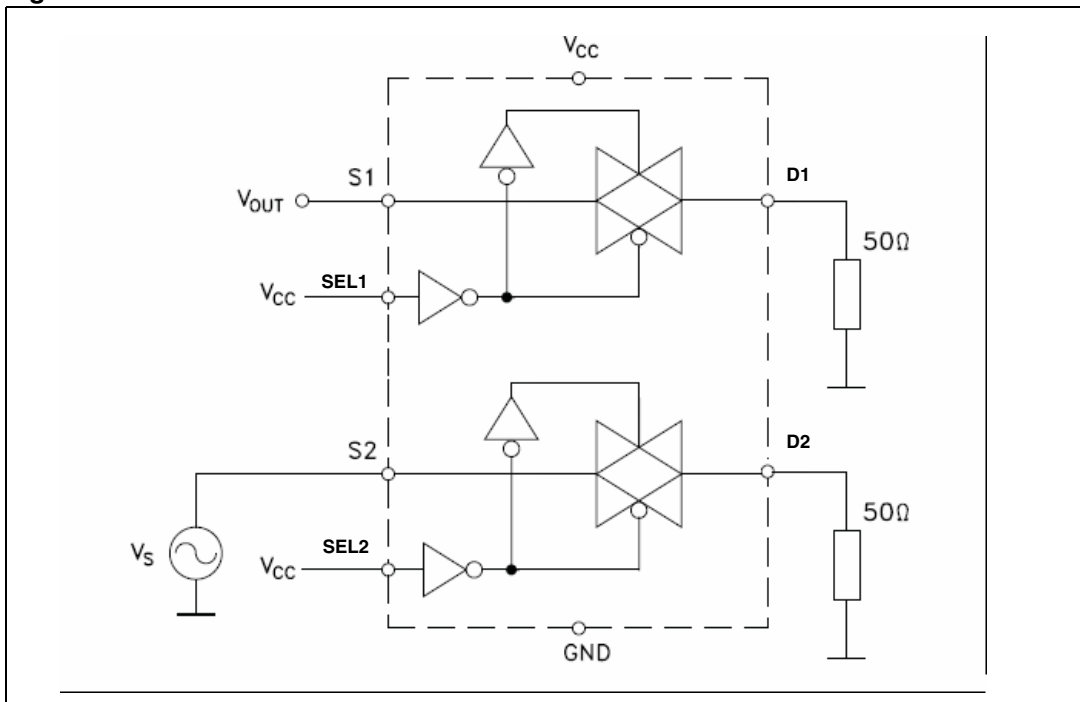 VCC
S1
D1
VOUT
50Ω
VCC
SEL1
S2
D2
50Ω
VS
VCC
SEL2
GND